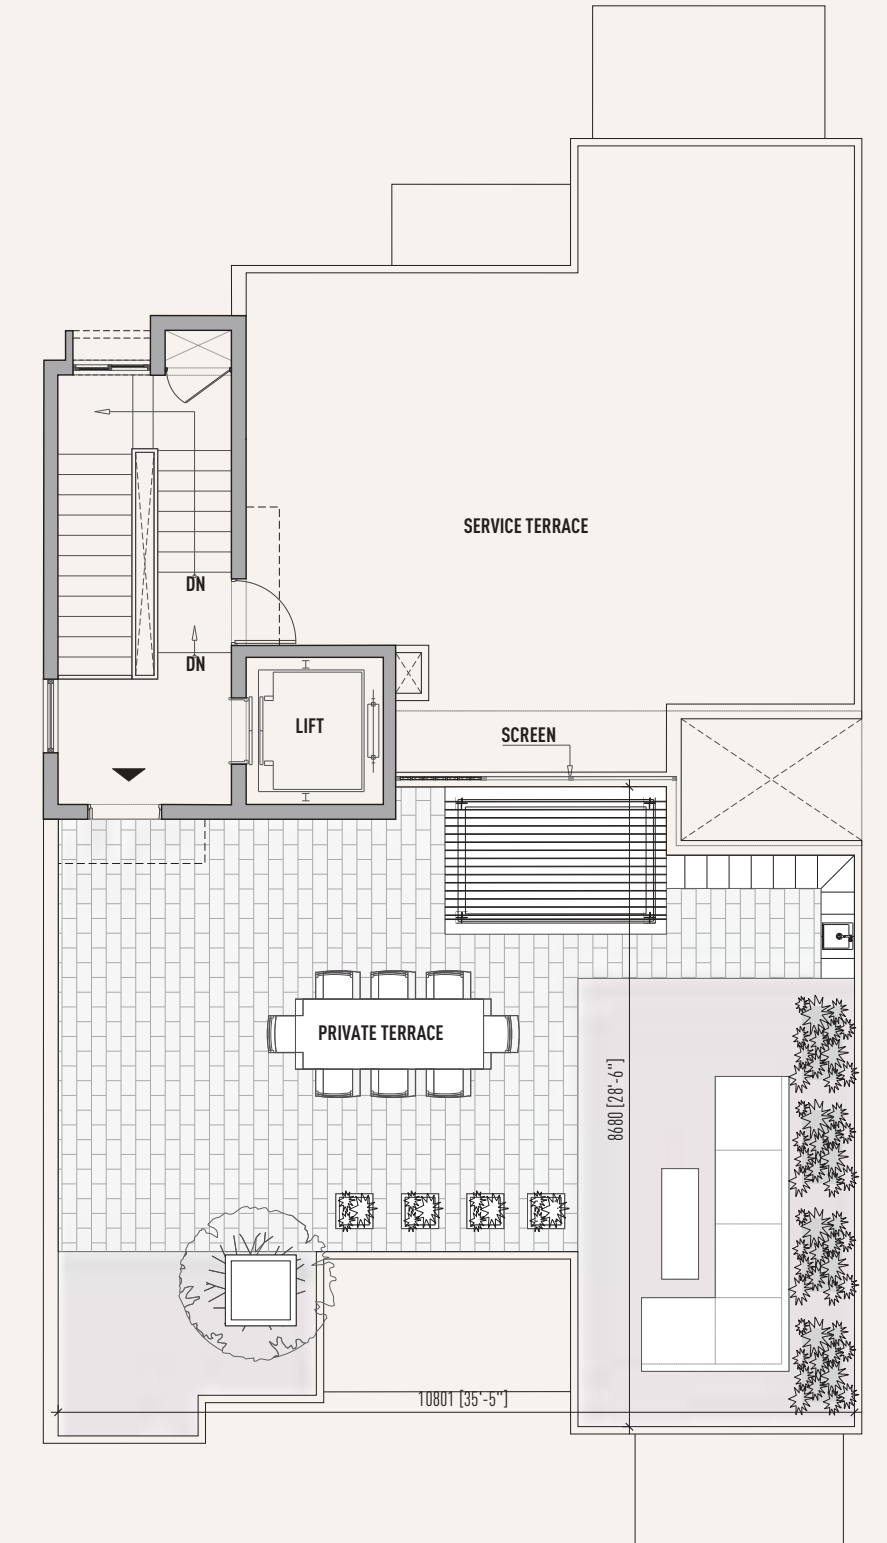 SERVICE TERRACE
DN
DN
LIFT
SCREEN
PRIVATE TERRACE
8680 [28'-6"]
10801 [35'-5"]